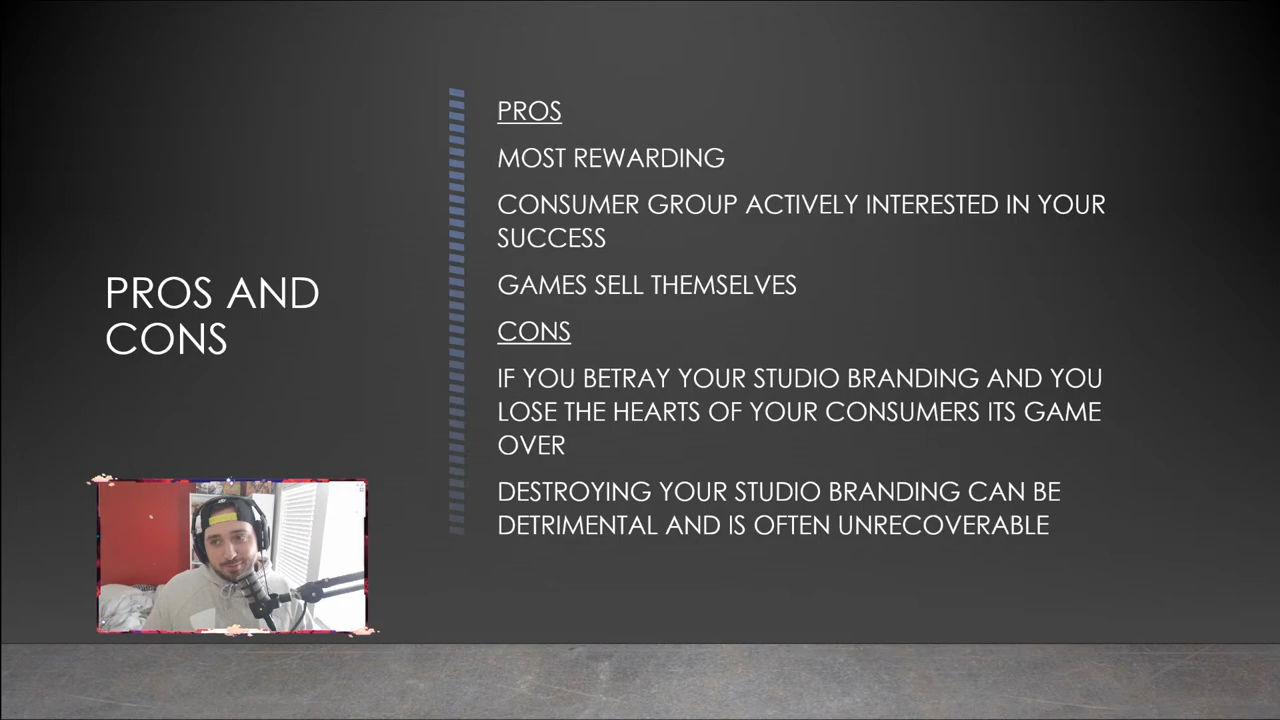 PROS AND
CONS
PROS
MOST REWARDING
CONSUMER GROUP ACTIVELY INTERESTED IN YOUR
SUCCESS
GAMES SELL THEMSELVES
CONS
IF YOU BETRAY YOUR STUDIO BRANDING AND YOU
LOSE THE HEARTS OF YOUR CONSUMERS ITS GAME
OVER
DESTROYING YOUR STUDIO BRANDING CAN BE
DETRIMENTAL AND IS OFTEN UNRECOVERABLE